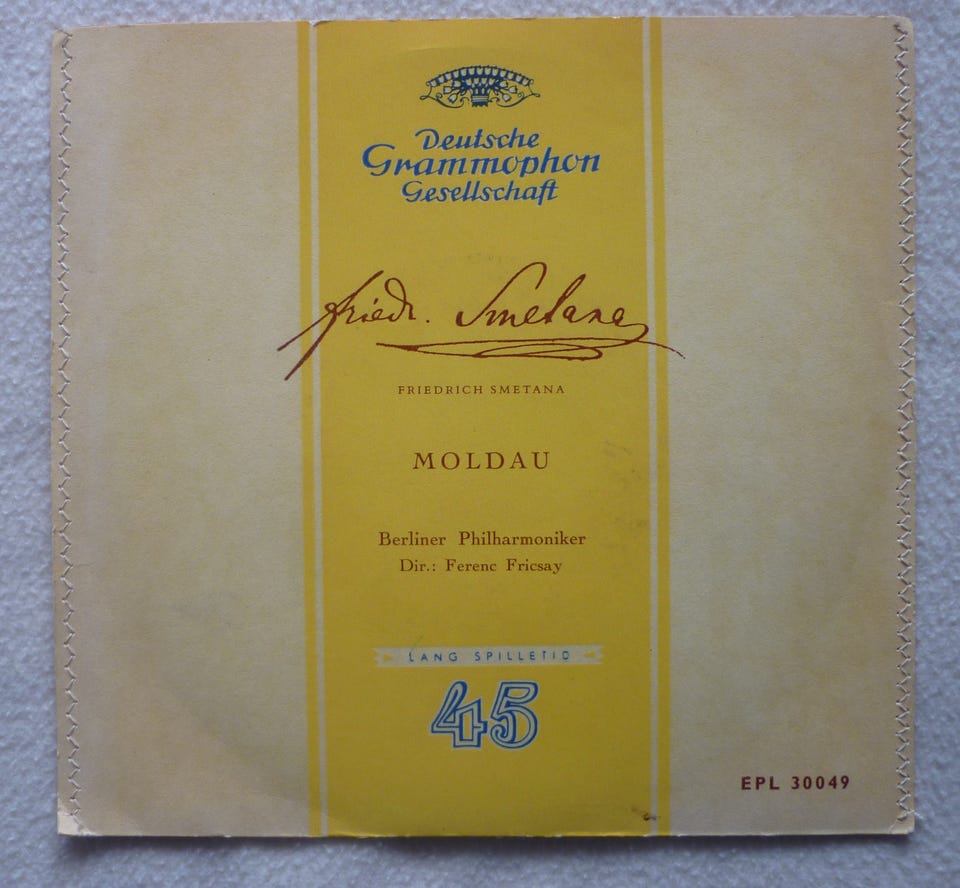 Deutsche
Grammophon
Gesellschaft
Friedr. Smetana
FRIEDRICH SMETANA
MOLDAU
Berliner Philharmoniker
Dir.: Ferenc Fricsay
LANG SPILLETID
45
EPL 30049